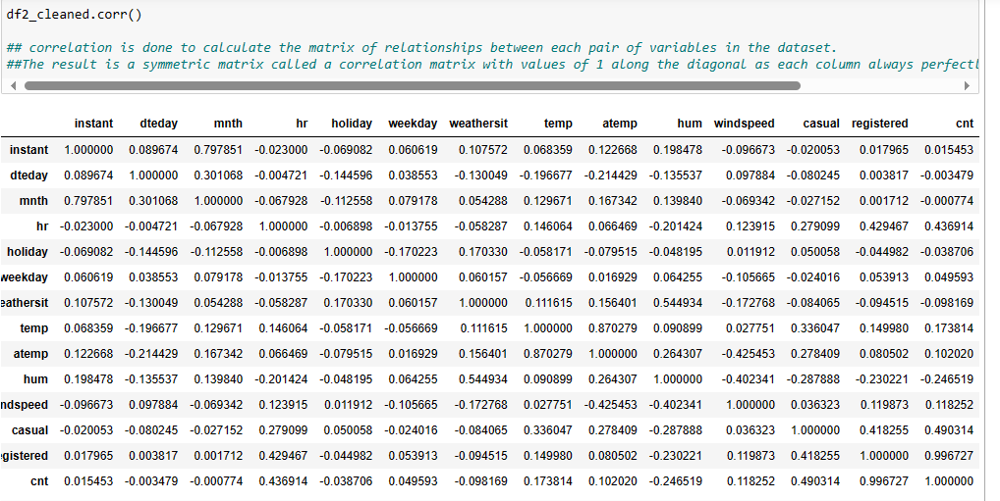 df2_cleaned.corr()
## correlation is done to calculate the matrix of relationships between each pair of variables in the dataset.
##The result is a symmetric matrix called a correlation matrix with values of 1 along the diagonal as each column always perfectl
instant dteday mnth hr holiday weekday weathersit temp atemp hum windspeed casual registered cnt
instant 1.000000 0.089674 0.797851 -0.023000 -0.069082 0.060619 0.107572 0.068359 0.122668 0.198478 -0.096673 -0.020053 0.017965 0.015453
dteday 0.089674 1.000000 0.301068 -0.004721 -0.144596 0.038553 -0.130049 -0.196677 -0.214429 -0.135537 0.097884 -0.080245 0.003817 -0.003479
mnth 0.797851 0.301068 1.000000 -0.067928 -0.112558 0.079178 0.054288 0.129671 0.167342 0.139840 -0.069342 -0.027152 0.001712 -0.000774
hr -0.023000 -0.004721 -0.067928 1.000000 -0.006898 -0.013755 -0.058287 0.146064 0.066469 -0.201424 0.123915 0.279099 0.429467 0.436914
holiday -0.069082 -0.144596 -0.112558 -0.006898 1.000000 -0.170223 0.170330 -0.058171 -0.079515 -0.048195 0.011912 0.050058 -0.044982 -0.038706
weekday 0.060619 0.038553 0.079178 -0.013755 -0.170223 1.000000 0.060157 -0.056669 0.016929 0.064255 -0.105665 -0.024016 0.053913 0.049593
eathersit 0.107572 -0.130049 0.054288 -0.058287 0.170330 0.060157 1.000000 0.111615 0.156401 0.544934 -0.172768 -0.084065 -0.094515 -0.098169
temp 0.068359 -0.196677 0.129671 0.146064 -0.058171 -0.056669 0.111615 1.000000 0.870279 0.090899 0.027751 0.336047 0.149980 0.173814
atemp 0.122668 -0.214429 0.167342 0.066469 -0.079515 0.016929 0.156401 0.870279 1.000000 0.264307 -0.425453 0.278409 0.080502 0.102020
hum 0.198478 -0.135537 0.139840 -0.201424 -0.048195 0.064255 0.544934 0.090899 0.264307 1.000000 -0.402341 -0.287888 -0.230221 -0.246519
ndspeed -0.096673 0.097884 -0.069342 0.123915 0.011912 -0.105665 -0.172768 0.027751 -0.425453 -0.402341 1.000000 0.036323 0.119873 0.118252
casual -0.020053 -0.080245 -0.027152 0.279099 0.050058 -0.024016 -0.084065 0.336047 0.278409 -0.287888 0.036323 1.000000 0.418255 0.490314
gistered 0.017965 0.003817 0.001712 0.429467 -0.044982 0.053913 -0.094515 0.149980 0.080502 -0.230221 0.119873 0.418255 1.000000 0.996727
cnt 0.015453 -0.003479 -0.000774 0.436914 -0.038706 0.049593 -0.098169 0.173814 0.102020 -0.246519 0.118252 0.490314 0.996727 1.000000